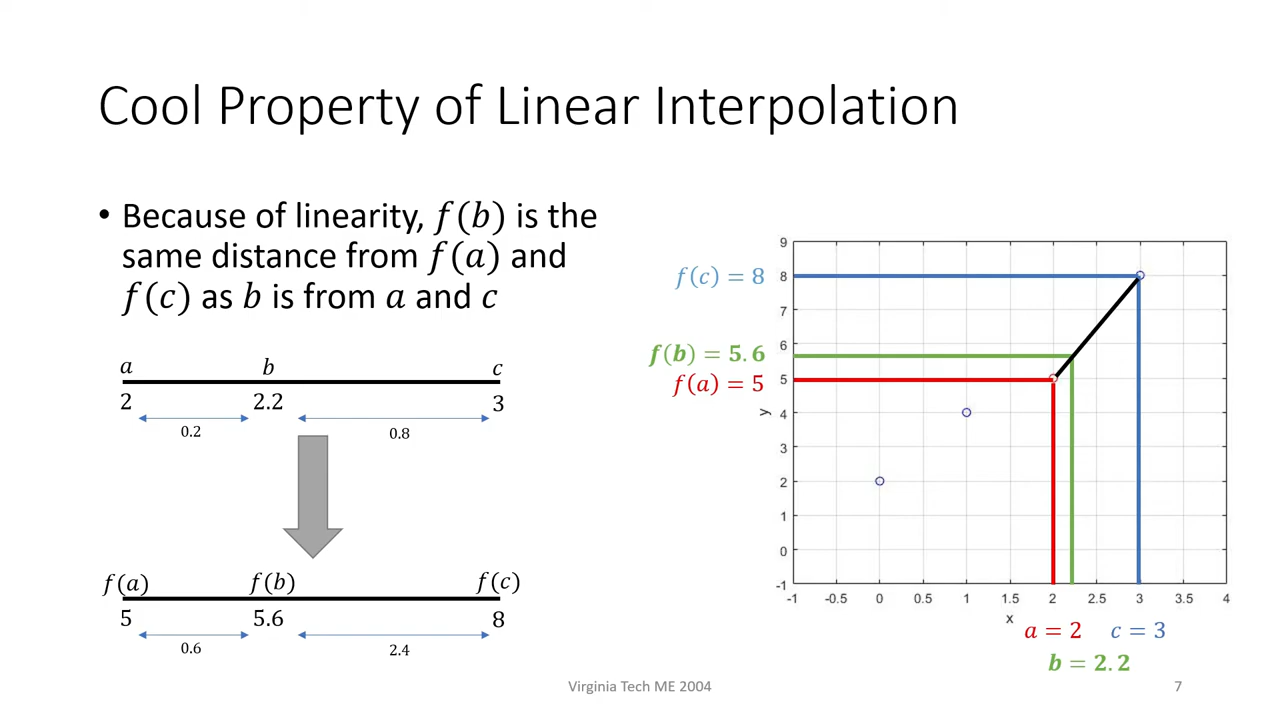 Cool Property of Linear Interpolation
• Because of linearity, f(b) is the
same distance from f(a) and
f(c) as b is from a and c
a b c
2 2.2 3
0.2 0.8
f(a) f(b) f(c)
5 5.6 8
0.6 2.4
f(c) = 8
f(b) = 5.6
f(a) = 5
y
9
8
7
6
5
4
3
2
1
0
-1
-1 -0.5 0 0.5 1 1.5 2 2.5 3 3.5 4
x
a = 2 c = 3
b = 2.2
Virginia Tech ME 2004 7